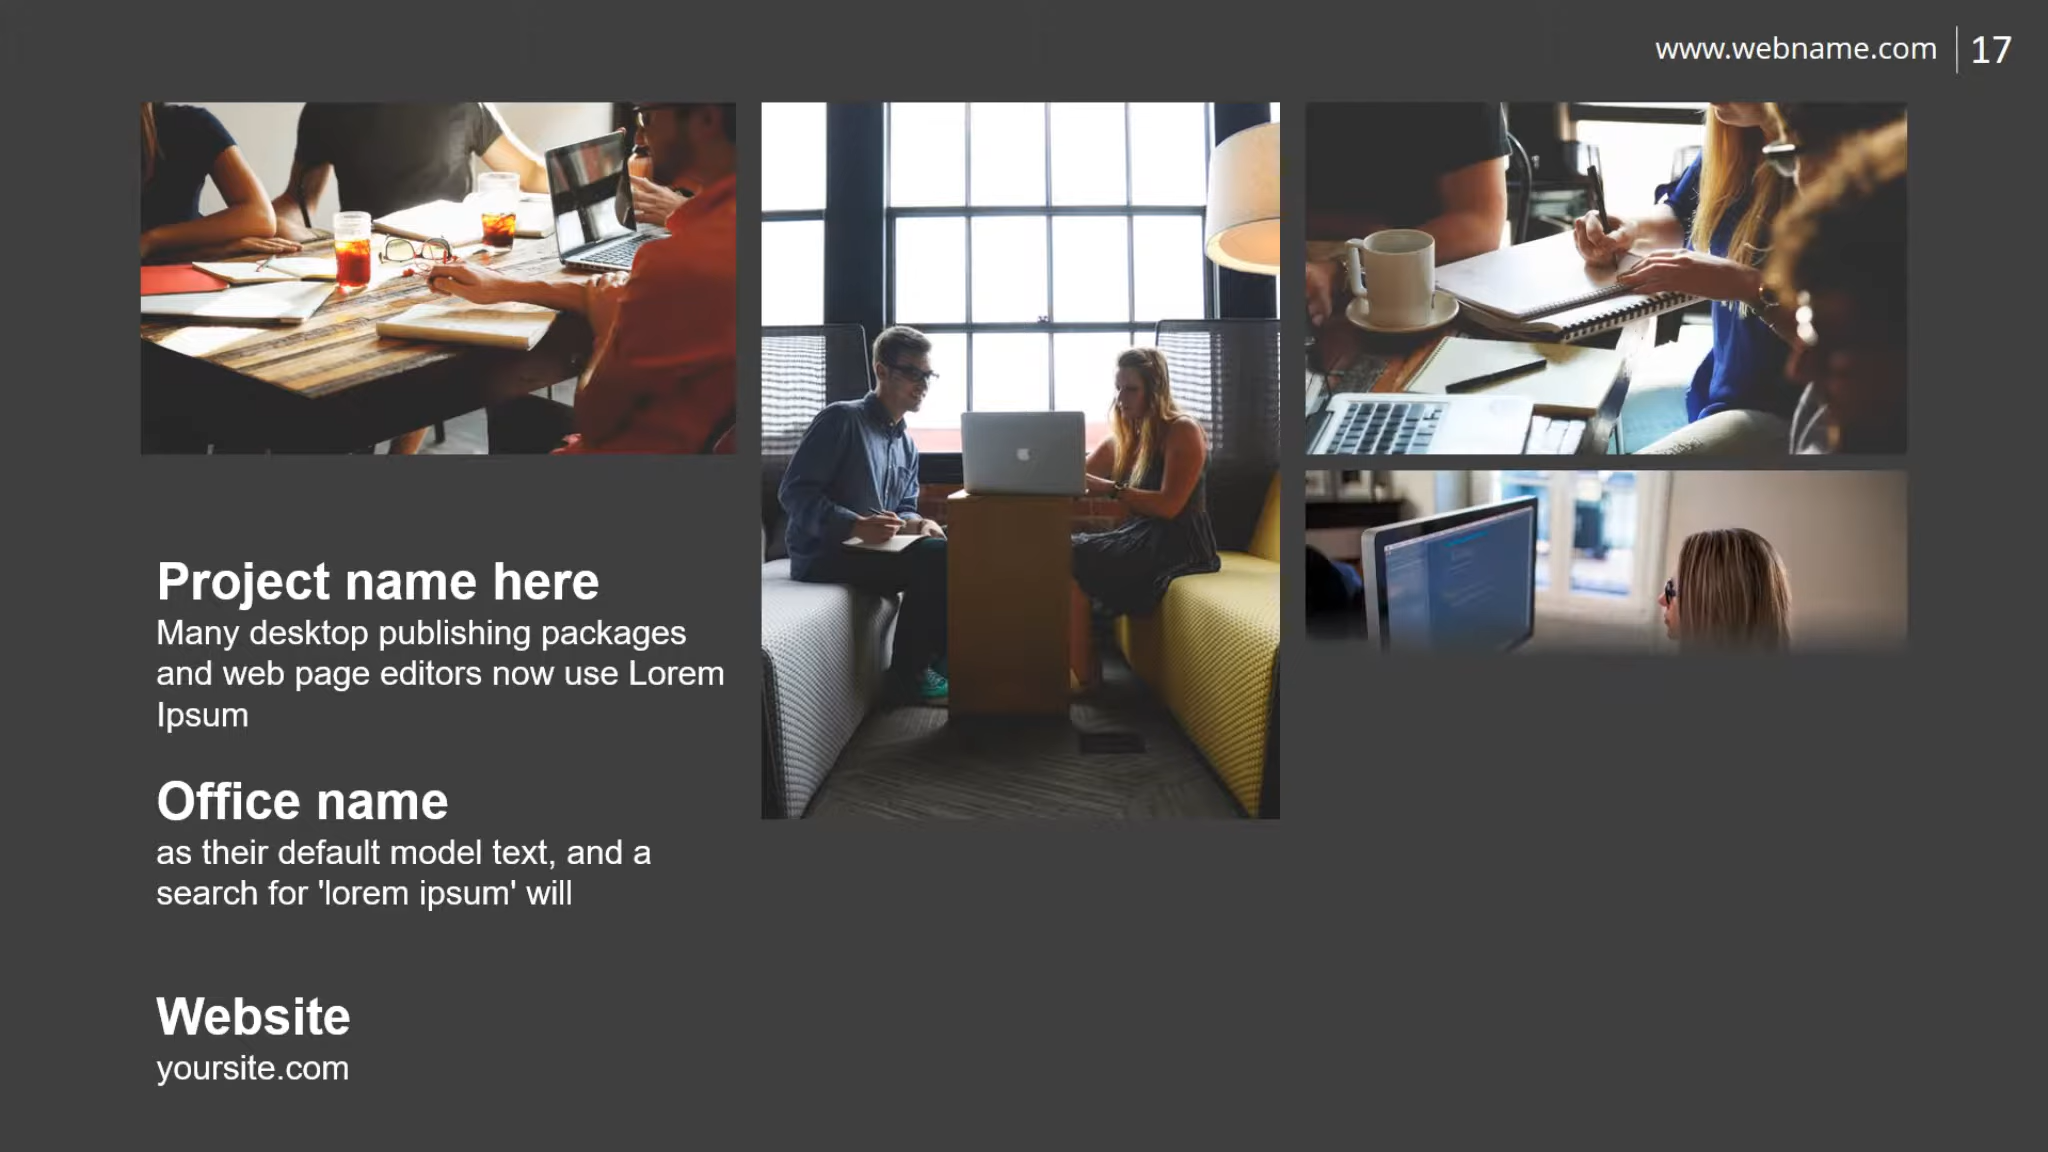 www.webname.com
17
Project name here
Many desktop publishing packages
and web page editors now use Lorem
Ipsum
Office name
as their default model text, and a
search for 'lorem ipsum' will
Website
yoursite.com